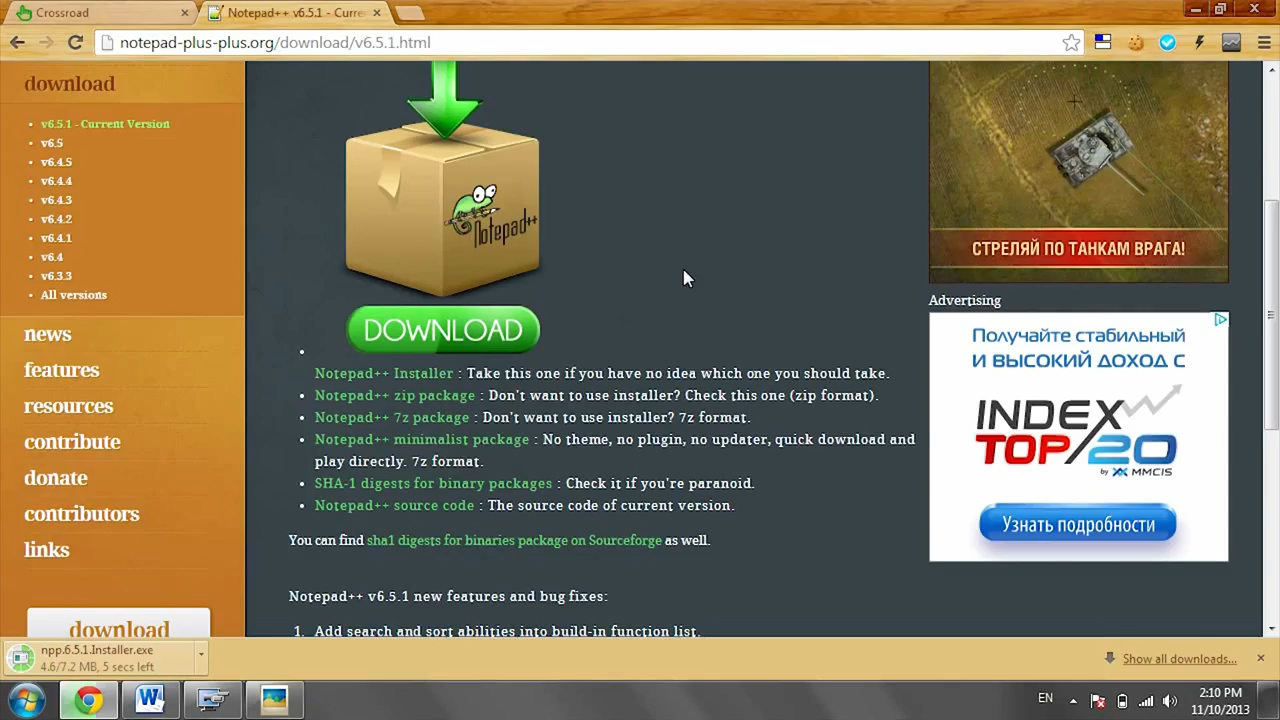 Crossroad
Notepad++ v6.5.1 - Curre
notepad-plus-plus.org/download/v6.5.1.html
download
v6.5.1 - Current Version
v6.5
v6.4.5
v6.4.4
v6.4.3
v6.4.2
v6.4.1
v6.4
v6.3.3
All versions
news
features
resources
contribute
donate
contributors
links
download
Notepad++
DOWNLOAD
Notepad++ Installer : Take this one if you have no idea which one you should take.
Notepad++ zip package : Don't want to use installer? Check this one (zip format).
Notepad++ 7z package : Don't want to use installer? 7z format.
Notepad++ minimalist package : No theme, no plugin, no updater, quick download and
play directly. 7z format.
SHA-1 digests for binary packages : Check it if you're paranoid.
Notepad++ source code : The source code of current version.
You can find sha1 digests for binaries package on Sourceforge as well.
Notepad++ v6.5.1 new features and bug fixes:
1. Add search and sort abilities into build-in function list.
СТРЕЛЯЙ ПО ТАНКАМ ВРАГА!
Advertising
Получайте стабильный
и высокий доход с
INDEX
TOP/20
by MMCIS
Узнать подробности
npp.6.5.1.Installer.exe
4.6/7.2 MB, 5 secs left
Show all downloads...
EN
2:10 PM
11/10/2013